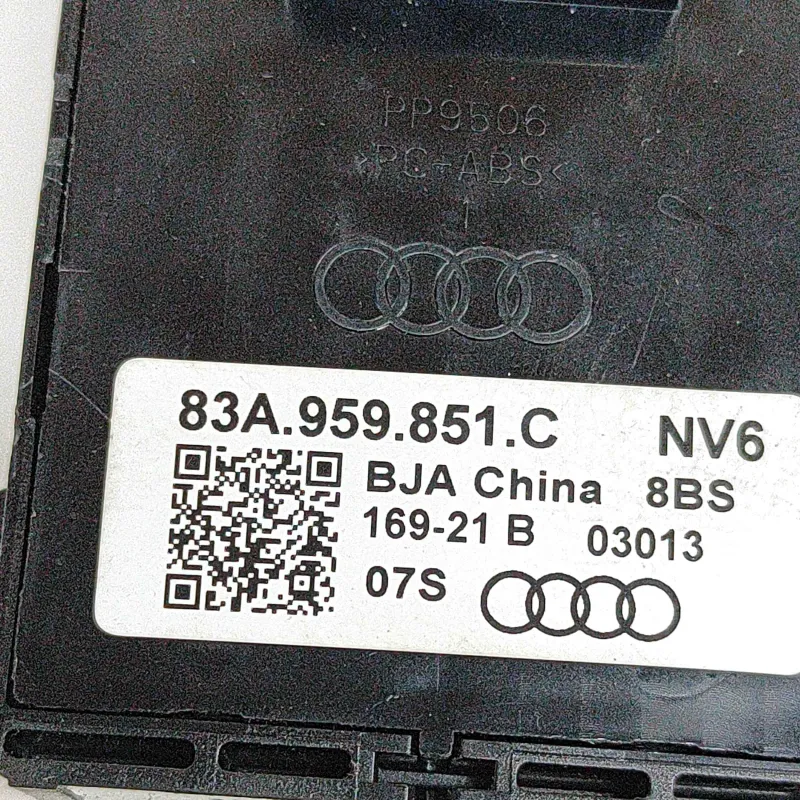 PP9506
>PC-ABS<
83A.959.851.C NV6
BJA China 8BS
169-21 B 03013
07S